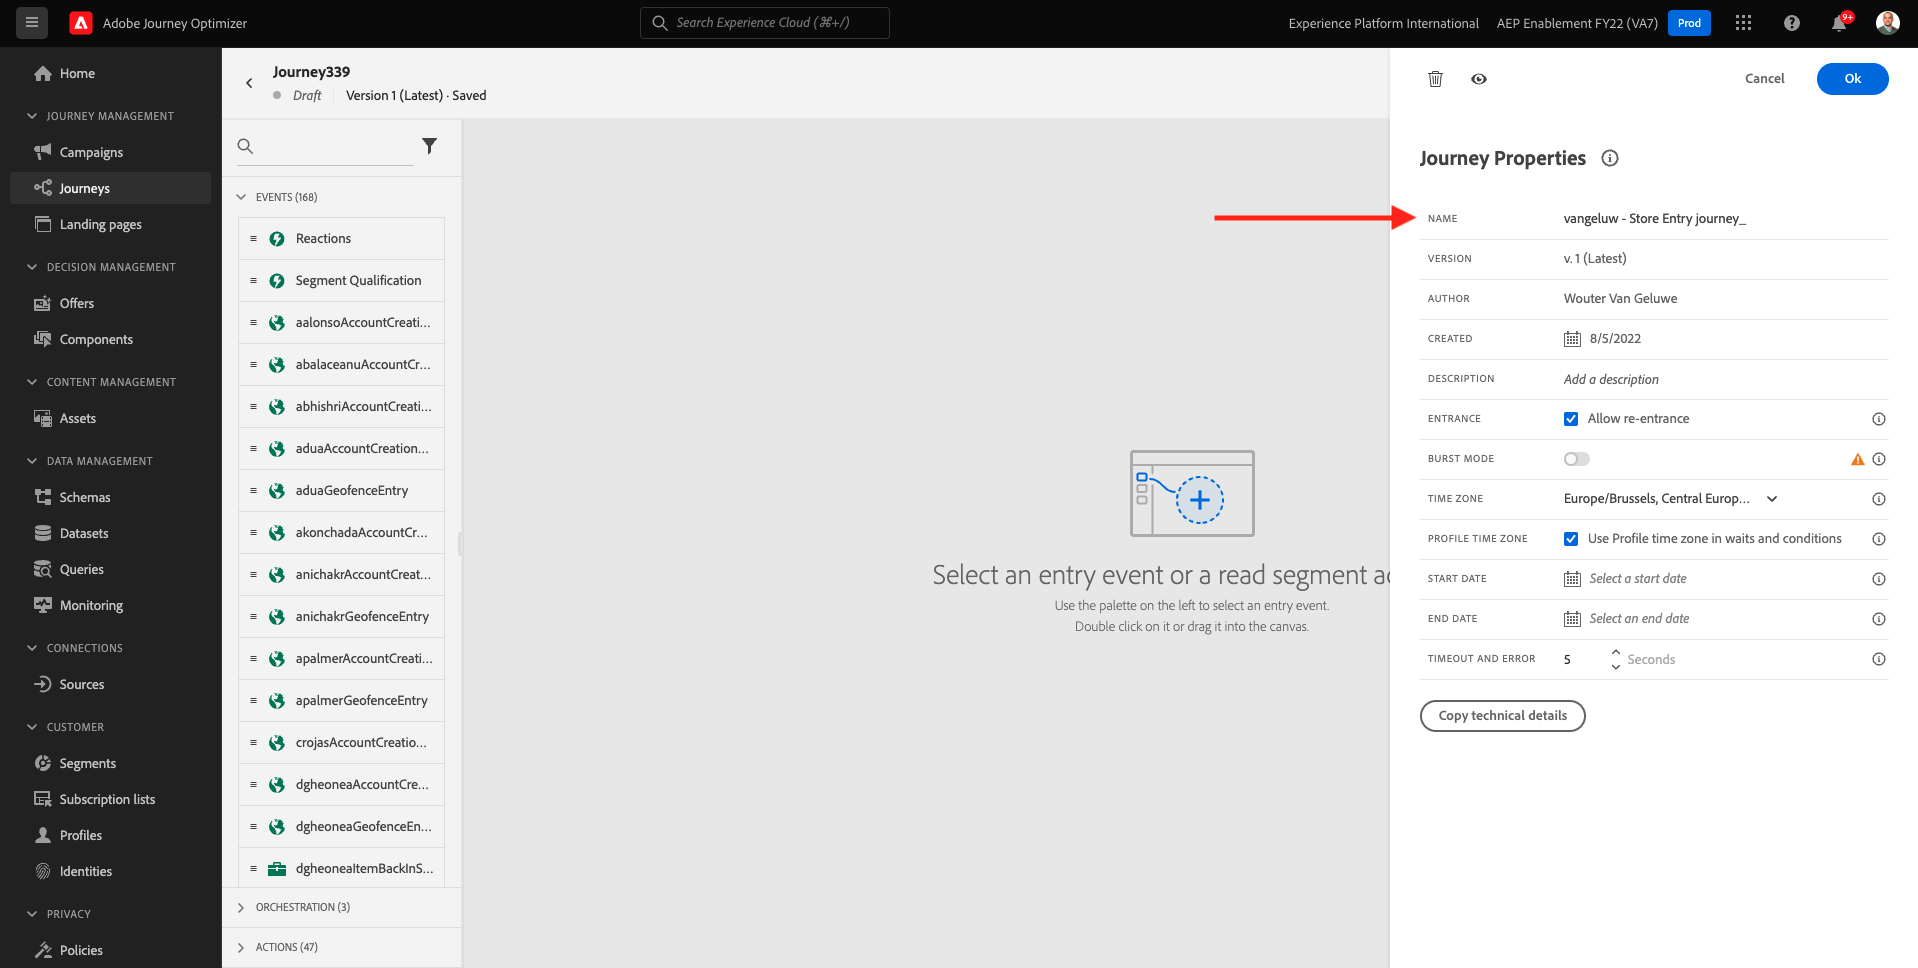 Adobe Journey Optimizer
Search Experience Cloud (⌘+/)
Experience Platform International
AEP Enablement FY22 (VA7)
Prod
9+
Home
JOURNEY MANAGEMENT
Campaigns
Journeys
Landing pages
DECISION MANAGEMENT
Offers
Components
CONTENT MANAGEMENT
Assets
DATA MANAGEMENT
Schemas
Datasets
Queries
Monitoring
CONNECTIONS
Sources
CUSTOMER
Segments
Subscription lists
Profiles
Identities
PRIVACY
Policies
Journey339
Draft
Version 1 (Latest) · Saved
EVENTS (168)
Reactions
Segment Qualification
aalonsoAccountCreati...
abalaceanuAccountCr...
abhishriAccountCreati...
aduaAccountCreation...
aduaGeofenceEntry
akonchadaAccountCr...
anichakrAccountCreat...
anichakrGeofenceEntry
apalmerAccountCreati...
apalmerGeofenceEntry
crojasAccountCreatio...
dgheoneaAccountCre...
dgheoneaGeofenceEn...
dgheoneaItemBackInS...
ORCHESTRATION (3)
ACTIONS (47)
Select an entry event or a read segment ac
Use the palette on the left to select an entry event.
Double click on it or drag it into the canvas.
Cancel
Ok
Journey Properties
NAME vangeluw - Store Entry journey_
VERSION v. 1 (Latest)
AUTHOR Wouter Van Geluwe
CREATED 8/5/2022
DESCRIPTION Add a description
ENTRANCE Allow re-entrance
BURST MODE
TIME ZONE Europe/Brussels, Central Europ...
PROFILE TIME ZONE Use Profile time zone in waits and conditions
START DATE Select a start date
END DATE Select an end date
TIMEOUT AND ERROR 5 Seconds
Copy technical details